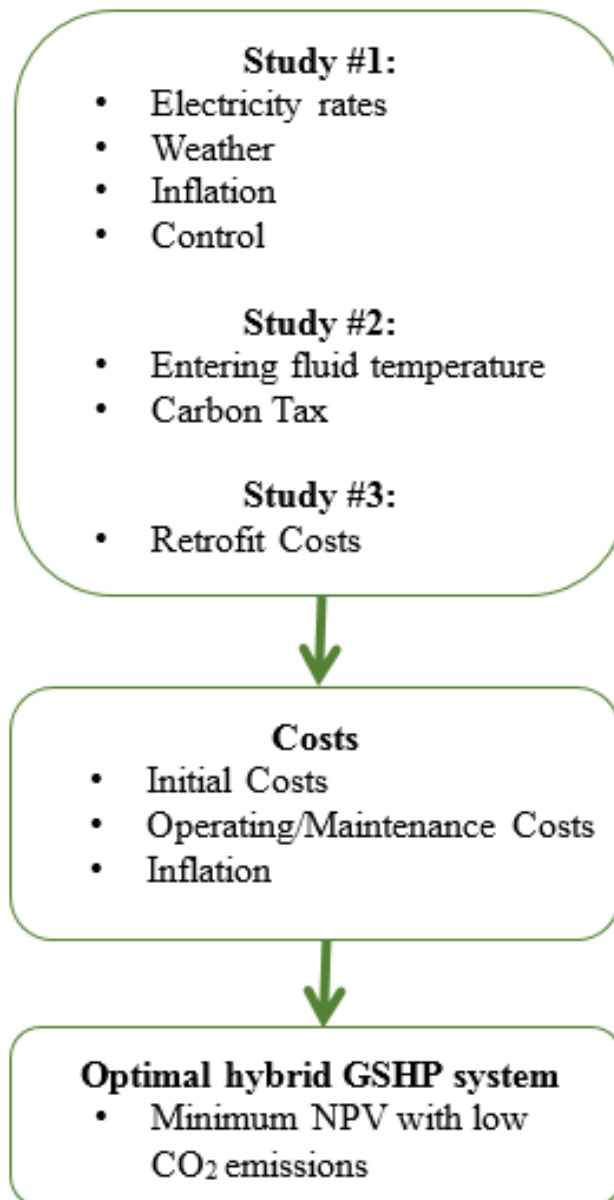 Study #1:
• Electricity rates
• Weather
• Inflation
• Control
Study #2:
• Entering fluid temperature
• Carbon Tax
Study #3:
• Retrofit Costs
Costs
• Initial Costs
• Operating/Maintenance Costs
• Inflation
Optimal hybrid GSHP system
• Minimum NPV with low
CO₂ emissions